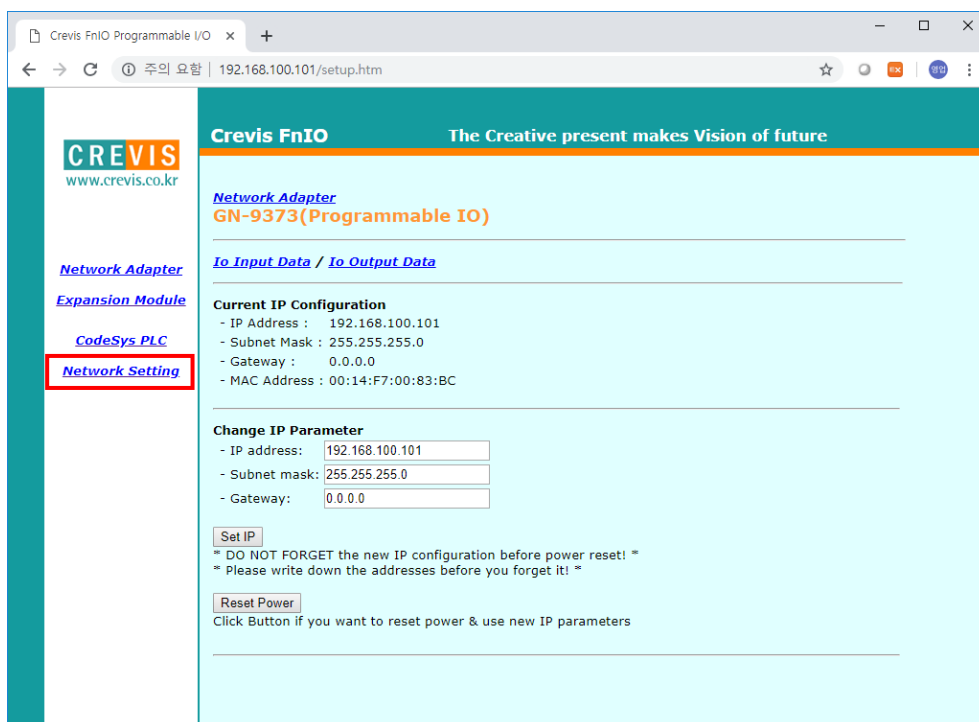 Crevis FnIO Programmable I/O
주의 요함 | 192.168.100.101/setup.htm
영업
CREVIS
www.crevis.co.kr
Network Adapter
Expansion Module
CodeSys PLC
Network Setting
Crevis FnIO The Creative present makes Vision of future
Network Adapter
GN-9373(Programmable IO)
Io Input Data / Io Output Data
Current IP Configuration
- IP Address : 192.168.100.101
- Subnet Mask : 255.255.255.0
- Gateway : 0.0.0.0
- MAC Address : 00:14:F7:00:83:BC
Change IP Parameter
- IP address: 192.168.100.101
- Subnet mask: 255.255.255.0
- Gateway: 0.0.0.0
Set IP
* DO NOT FORGET the new IP configuration before power reset! *
* Please write down the addresses before you forget it! *
Reset Power
Click Button if you want to reset power & use new IP parameters